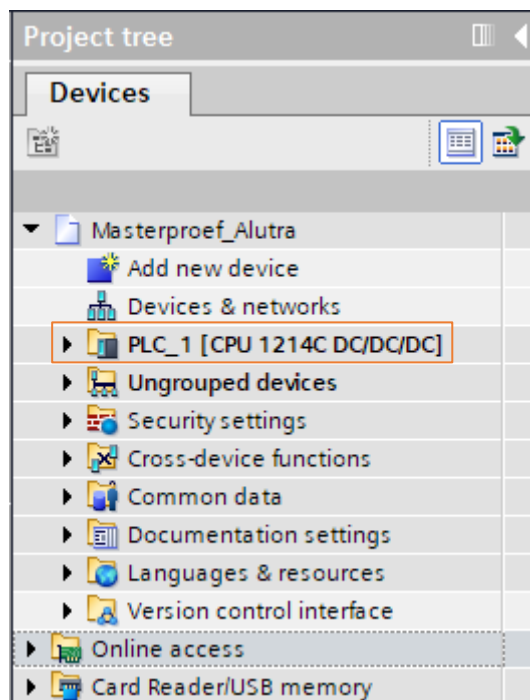 Project tree
Devices
Masterproef_Alutra
Add new device
Devices & networks
PLC_1 [CPU 1214C DC/DC/DC]
Ungrouped devices
Security settings
Cross-device functions
Common data
Documentation settings
Languages & resources
Version control interface
Online access
Card Reader/USB memory